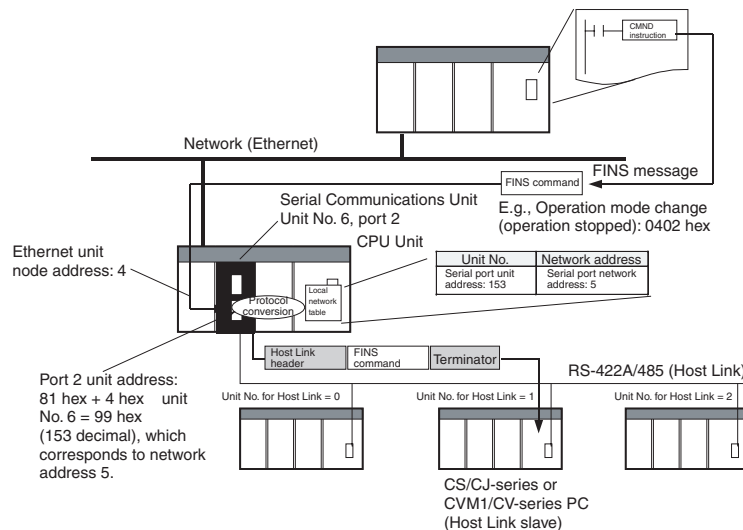 CMND
instruction
Network (Ethernet)
FINS message
FINS command
E.g., Operation mode change
(operation stopped): 0402 hex
Serial Communications Unit
Unit No. 6, port 2
CPU Unit
Ethernet unit
node address: 4
Unit No.
Network address
Serial port unit
address: 153
Serial port network
address: 5
Local
network
table
Protocol
conversion
Host Link
header
FINS
command
Terminator
RS-422A/485 (Host Link)
Port 2 unit address:
81 hex + 4 hex unit
No. 6 = 99 hex
(153 decimal), which
corresponds to network
address 5.
Unit No. for Host Link = 0
Unit No. for Host Link = 1
Unit No. for Host Link = 2
CS/CJ-series or
CVM1/CV-series PC
(Host Link slave)